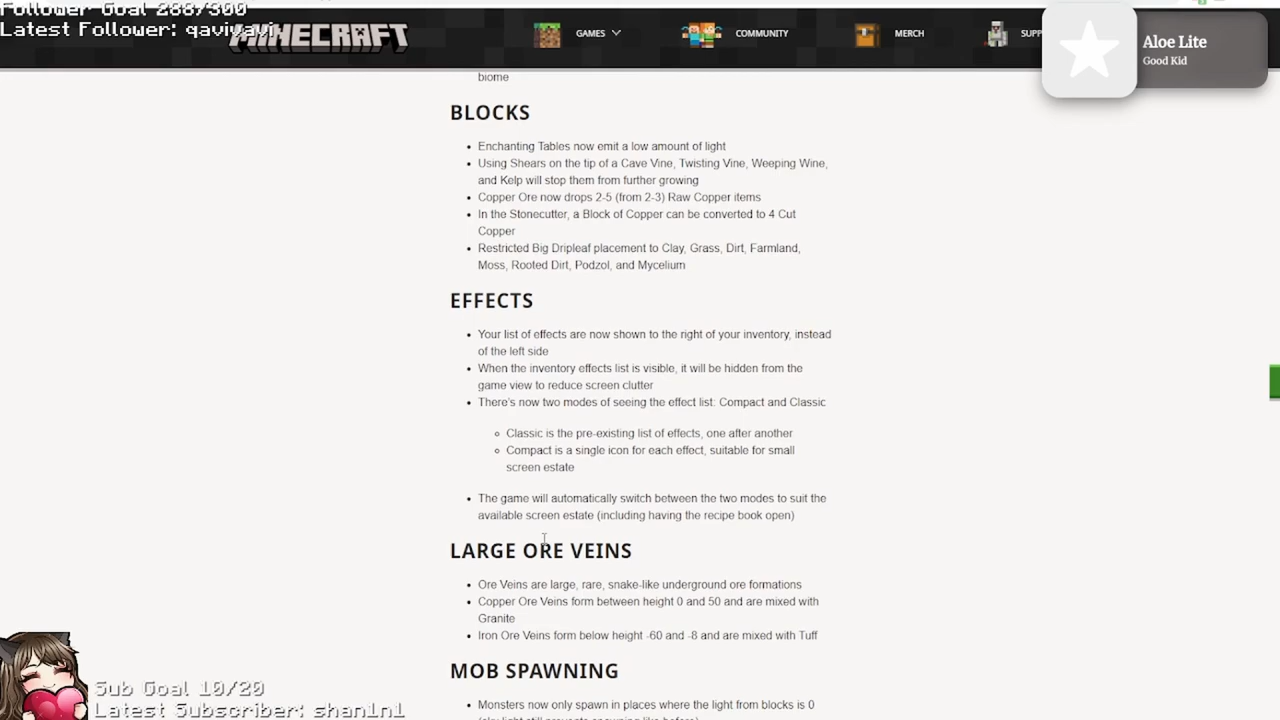 Follower Goal 288/300
Latest Follower: qavivavi
MINECRAFT
GAMES
COMMUNITY
MERCH
SUPP
Aloe Lite
Good Kid
biome
BLOCKS
• Enchanting Tables now emit a low amount of light
• Using Shears on the tip of a Cave Vine, Twisting Vine, Weeping Wine,
and Kelp will stop them from further growing
• Copper Ore now drops 2-5 (from 2-3) Raw Copper items
• In the Stonecutter, a Block of Copper can be converted to 4 Cut
Copper
• Restricted Big Dripleaf placement to Clay, Grass, Dirt, Farmland,
Moss, Rooted Dirt, Podzol, and Mycelium
EFFECTS
• Your list of effects are now shown to the right of your inventory, instead
of the left side
• When the inventory effects list is visible, it will be hidden from the
game view to reduce screen clutter
• There's now two modes of seeing the effect list: Compact and Classic
◦ Classic is the pre-existing list of effects, one after another
◦ Compact is a single icon for each effect, suitable for small
screen estate
• The game will automatically switch between the two modes to suit the
available screen estate (including having the recipe book open)
LARGE ORE VEINS
• Ore Veins are large, rare, snake-like underground ore formations
• Copper Ore Veins form between height 0 and 50 and are mixed with
Granite
• Iron Ore Veins form below height -60 and -8 and are mixed with Tuff
MOB SPAWNING
• Monsters now only spawn in places where the light from blocks is 0
(sky light still prevents spawning like before)
Sub Goal 10/20
Latest Subscriber: shan1n1